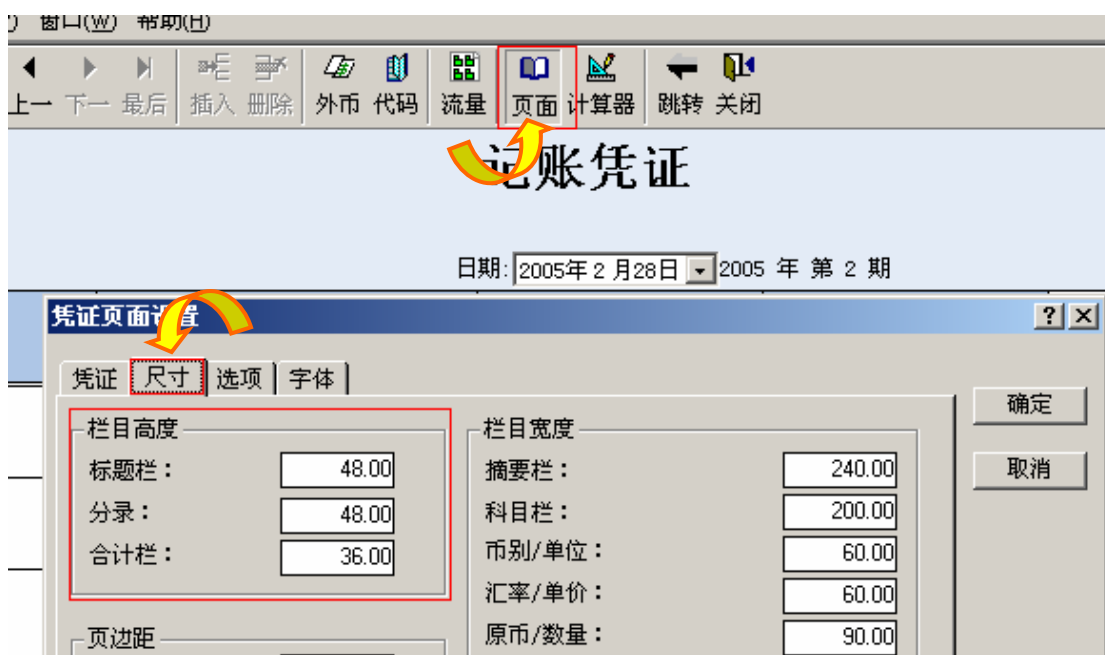 窗口(W) 帮助(H)
上一 下一 最后 插入 删除 外币 代码 流量 页面 计算器 跳转 关闭
记账凭证
日期: 2005年 2 月28日 2005 年 第 2 期
凭证页面设置
凭证 尺寸 选项 字体
确定
取消
栏目高度
标题栏： 48.00
分录： 48.00
合计栏： 36.00
页边距
栏目宽度
摘要栏： 240.00
科目栏： 200.00
币别/单位： 60.00
汇率/单价： 60.00
原币/数量： 90.00